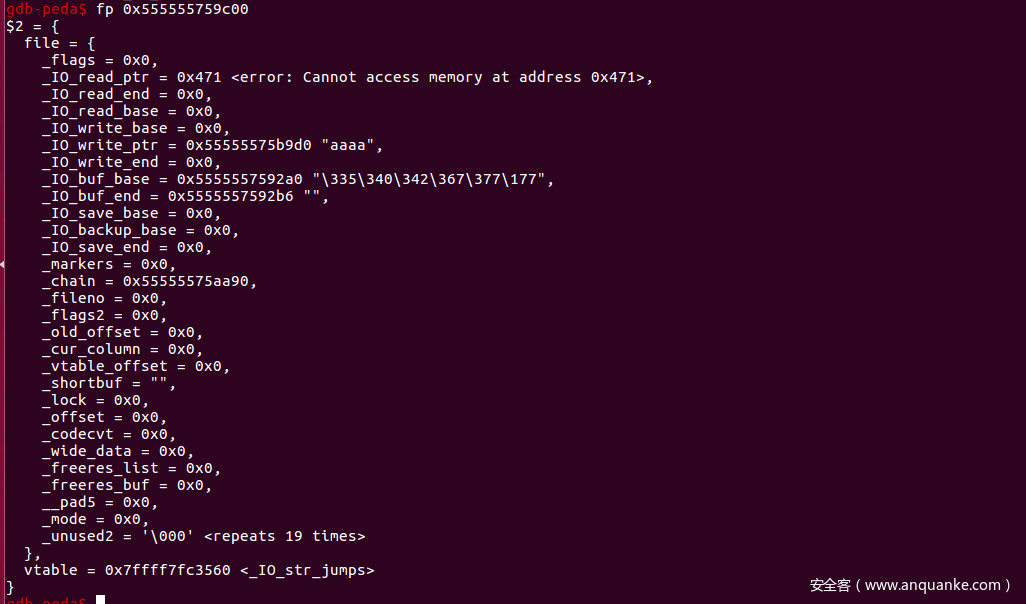 gdb-peda$ fp 0x555555759c00
$2 = {
  file = {
    _flags = 0x0,
    _IO_read_ptr = 0x471 <error: Cannot access memory at address 0x471>,
    _IO_read_end = 0x0,
    _IO_read_base = 0x0,
    _IO_write_base = 0x0,
    _IO_write_ptr = 0x55555575b9d0 "aaaa",
    _IO_write_end = 0x0,
    _IO_buf_base = 0x5555557592a0 "\335\340\342\367\377\177",
    _IO_buf_end = 0x5555557592b6 "",
    _IO_save_base = 0x0,
    _IO_backup_base = 0x0,
    _IO_save_end = 0x0,
    _markers = 0x0,
    _chain = 0x55555575aa90,
    _fileno = 0x0,
    _flags2 = 0x0,
    _old_offset = 0x0,
    _cur_column = 0x0,
    _vtable_offset = 0x0,
    _shortbuf = "",
    _lock = 0x0,
    _offset = 0x0,
    _codecvt = 0x0,
    _wide_data = 0x0,
    _freeres_list = 0x0,
    _freeres_buf = 0x0,
    __pad5 = 0x0,
    _mode = 0x0,
    _unused2 = '\000' <repeats 19 times>
  },
  vtable = 0x7ffff7fc3560 <_IO_str_jumps>
}
安全客（www.anquanke.com）
gdb-peda$